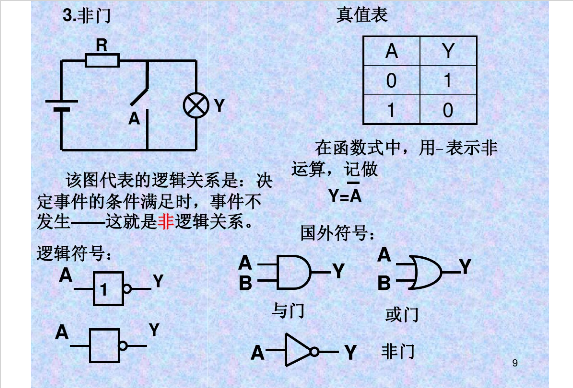 3.非门
R
A
Y
该图代表的逻辑关系是：决
定事件的条件满足时，事件不
发生——这就是非逻辑关系。
逻辑符号：
A
1
Y
A
Y
真值表
A Y
0 1
1 0
在函数式中，用–表示非
运算，记做
Y=A̅
国外符号：
A
B
Y
与门
A
B
Y
或门
A
Y
非门
9